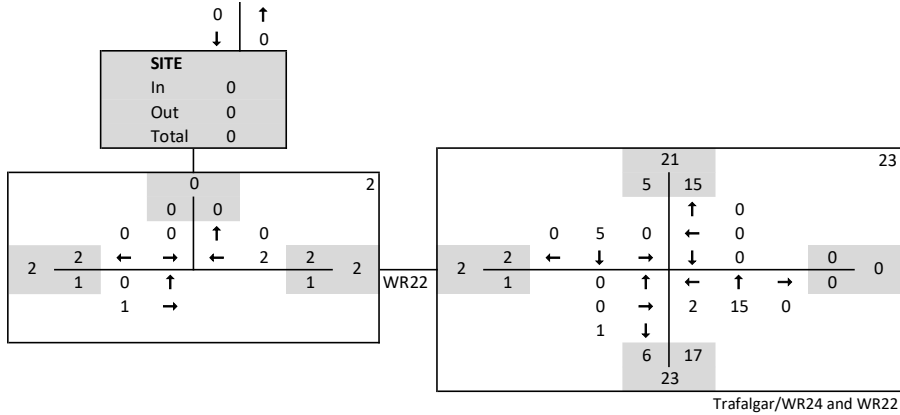 0 ↑
↓ 0
SITE
In 0
Out 0
Total 0
0 2
0 0
0 0 ↑ 0
← → ← 2
2 2 2 2
1 1
0 ↑
1 →
WR22
21 23
5 15
↑ 0
0 5 0 ← 0
← ↓ → ↓ 0
2 2 0 0
1 0
0 ↑ ← ↑ →
0 → 2 15 0
1 ↓
6 17
23
Trafalgar/WR24 and WR22